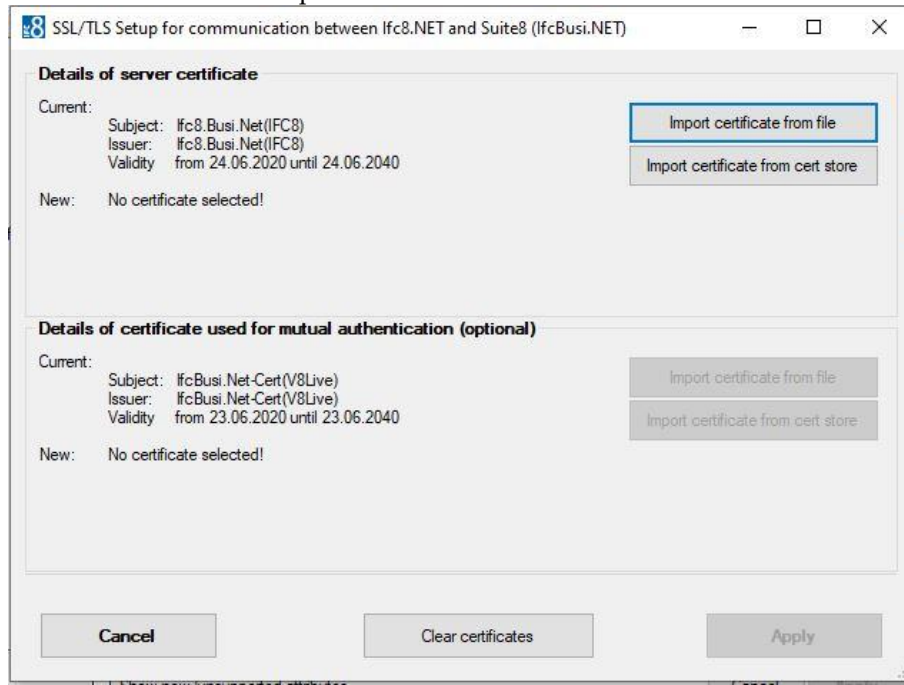 SSL/TLS Setup for communication between Ifc8.NET and Suite8 (IfcBusi.NET)
Details of server certificate
Current:
Subject: Ifc8.Busi.Net(IFC8)
Issuer: Ifc8.Busi.Net(IFC8)
Validity from 24.06.2020 until 24.06.2040
Import certificate from file
Import certificate from cert store
New: No certificate selected!
Details of certificate used for mutual authentication (optional)
Current:
Subject: IfcBusi.Net-Cert(V8Live)
Issuer: IfcBusi.Net-Cert(V8Live)
Validity from 23.06.2020 until 23.06.2040
Import certificate from file
Import certificate from cert store
New: No certificate selected!
Cancel Clear certificates Apply